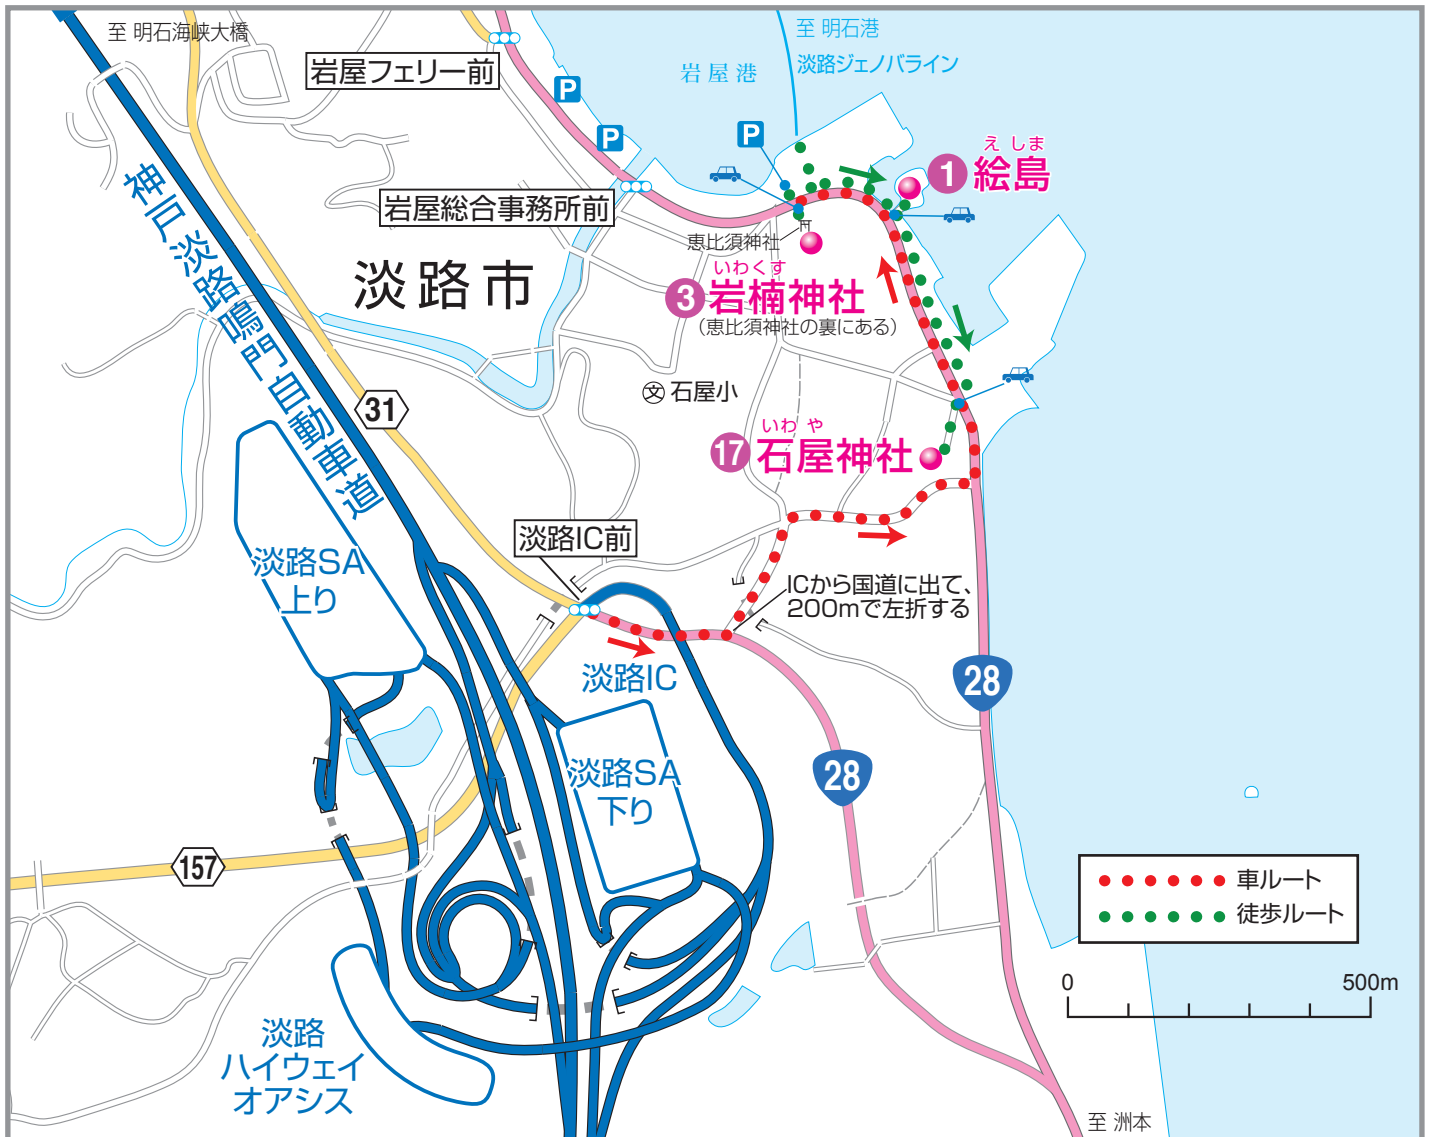 至 明石海峡大橋
至 明石港
淡路ジェノバライン
岩屋港
岩屋フェリー前
P
P
P
えしま
1 絵島
岩屋総合事務所前
恵比須神社
いわくす
3 岩楠神社
(恵比須神社の裏にある)
淡路市
神戸淡路鳴門自動車道
31
文 石屋小
いわや
17 石屋神社
淡路IC前
淡路SA
上り
ICから国道に出て、
200mで左折する
淡路IC
28
28
淡路SA
下り
157
車ルート
徒歩ルート
0 500m
淡路
ハイウェイ
オアシス
至 洲本